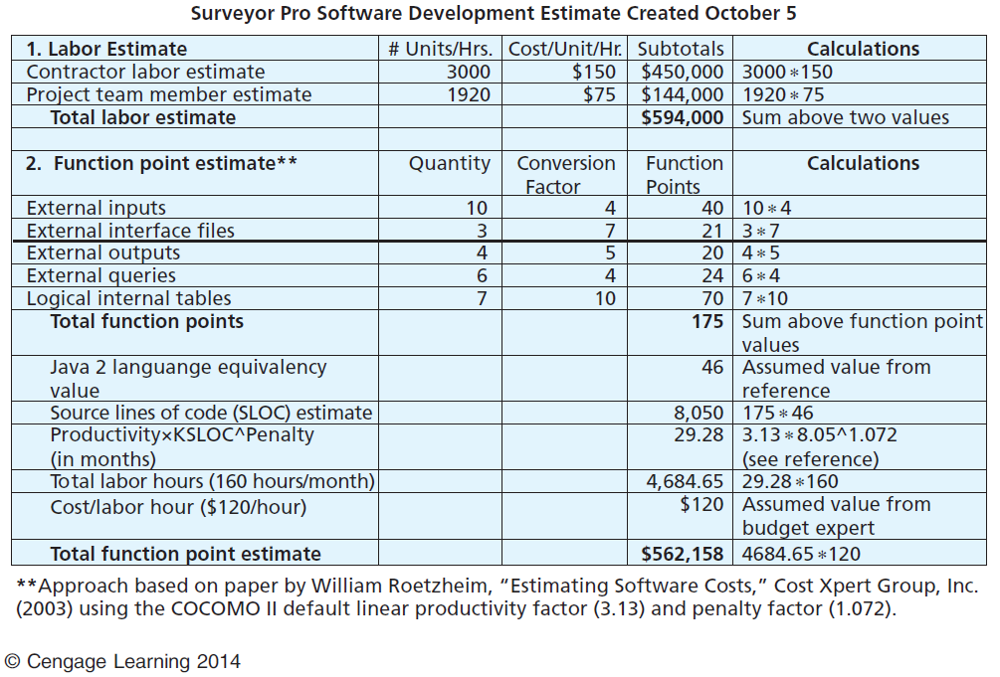 Surveyor Pro Software Development Estimate Created October 5
1. Labor Estimate # Units/Hrs. Cost/Unit/Hr. Subtotals Calculations
Contractor labor estimate 3000 $150 $450,000 3000 * 150
Project team member estimate 1920 $75 $144,000 1920 * 75
Total labor estimate $594,000 Sum above two values
2. Function point estimate** Quantity Conversion Factor Function Points Calculations
External inputs 10 4 40 10 * 4
External interface files 3 7 21 3 * 7
External outputs 4 5 20 4 * 5
External queries 6 4 24 6 * 4
Logical internal tables 7 10 70 7 * 10
Total function points 175 Sum above function point values
Java 2 languange equivalency value 46 Assumed value from reference
Source lines of code (SLOC) estimate 8,050 175 * 46
Productivity×KSLOC^Penalty (in months) 29.28 3.13 * 8.05^1.072 (see reference)
Total labor hours (160 hours/month) 4,684.65 29.28 * 160
Cost/labor hour ($120/hour) $120 Assumed value from budget expert
Total function point estimate $562,158 4684.65 * 120
**Approach based on paper by William Roetzheim, “Estimating Software Costs,” Cost Xpert Group, Inc.
(2003) using the COCOMO II default linear productivity factor (3.13) and penalty factor (1.072).
© Cengage Learning 2014